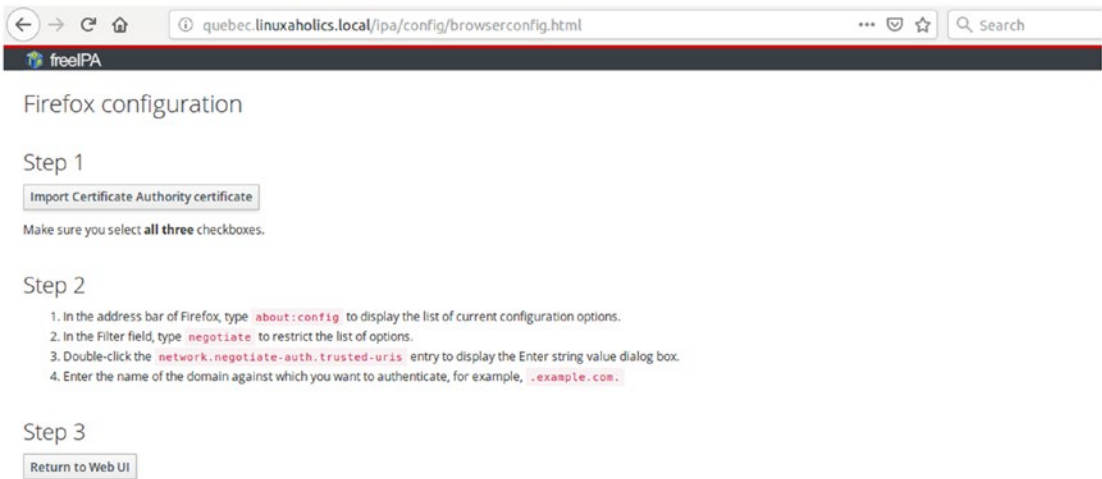 quebec.linuxaholics.local/ipa/config/browserconfig.html
Search
freeIPA
Firefox configuration
Step 1
Import Certificate Authority certificate
Make sure you select all three checkboxes.
Step 2
1. In the address bar of Firefox, type about:config to display the list of current configuration options.
2. In the Filter field, type negotiate to restrict the list of options.
3. Double-click the network.negotiate-auth.trusted-uris entry to display the Enter string value dialog box.
4. Enter the name of the domain against which you want to authenticate, for example, .example.com.
Step 3
Return to Web UI